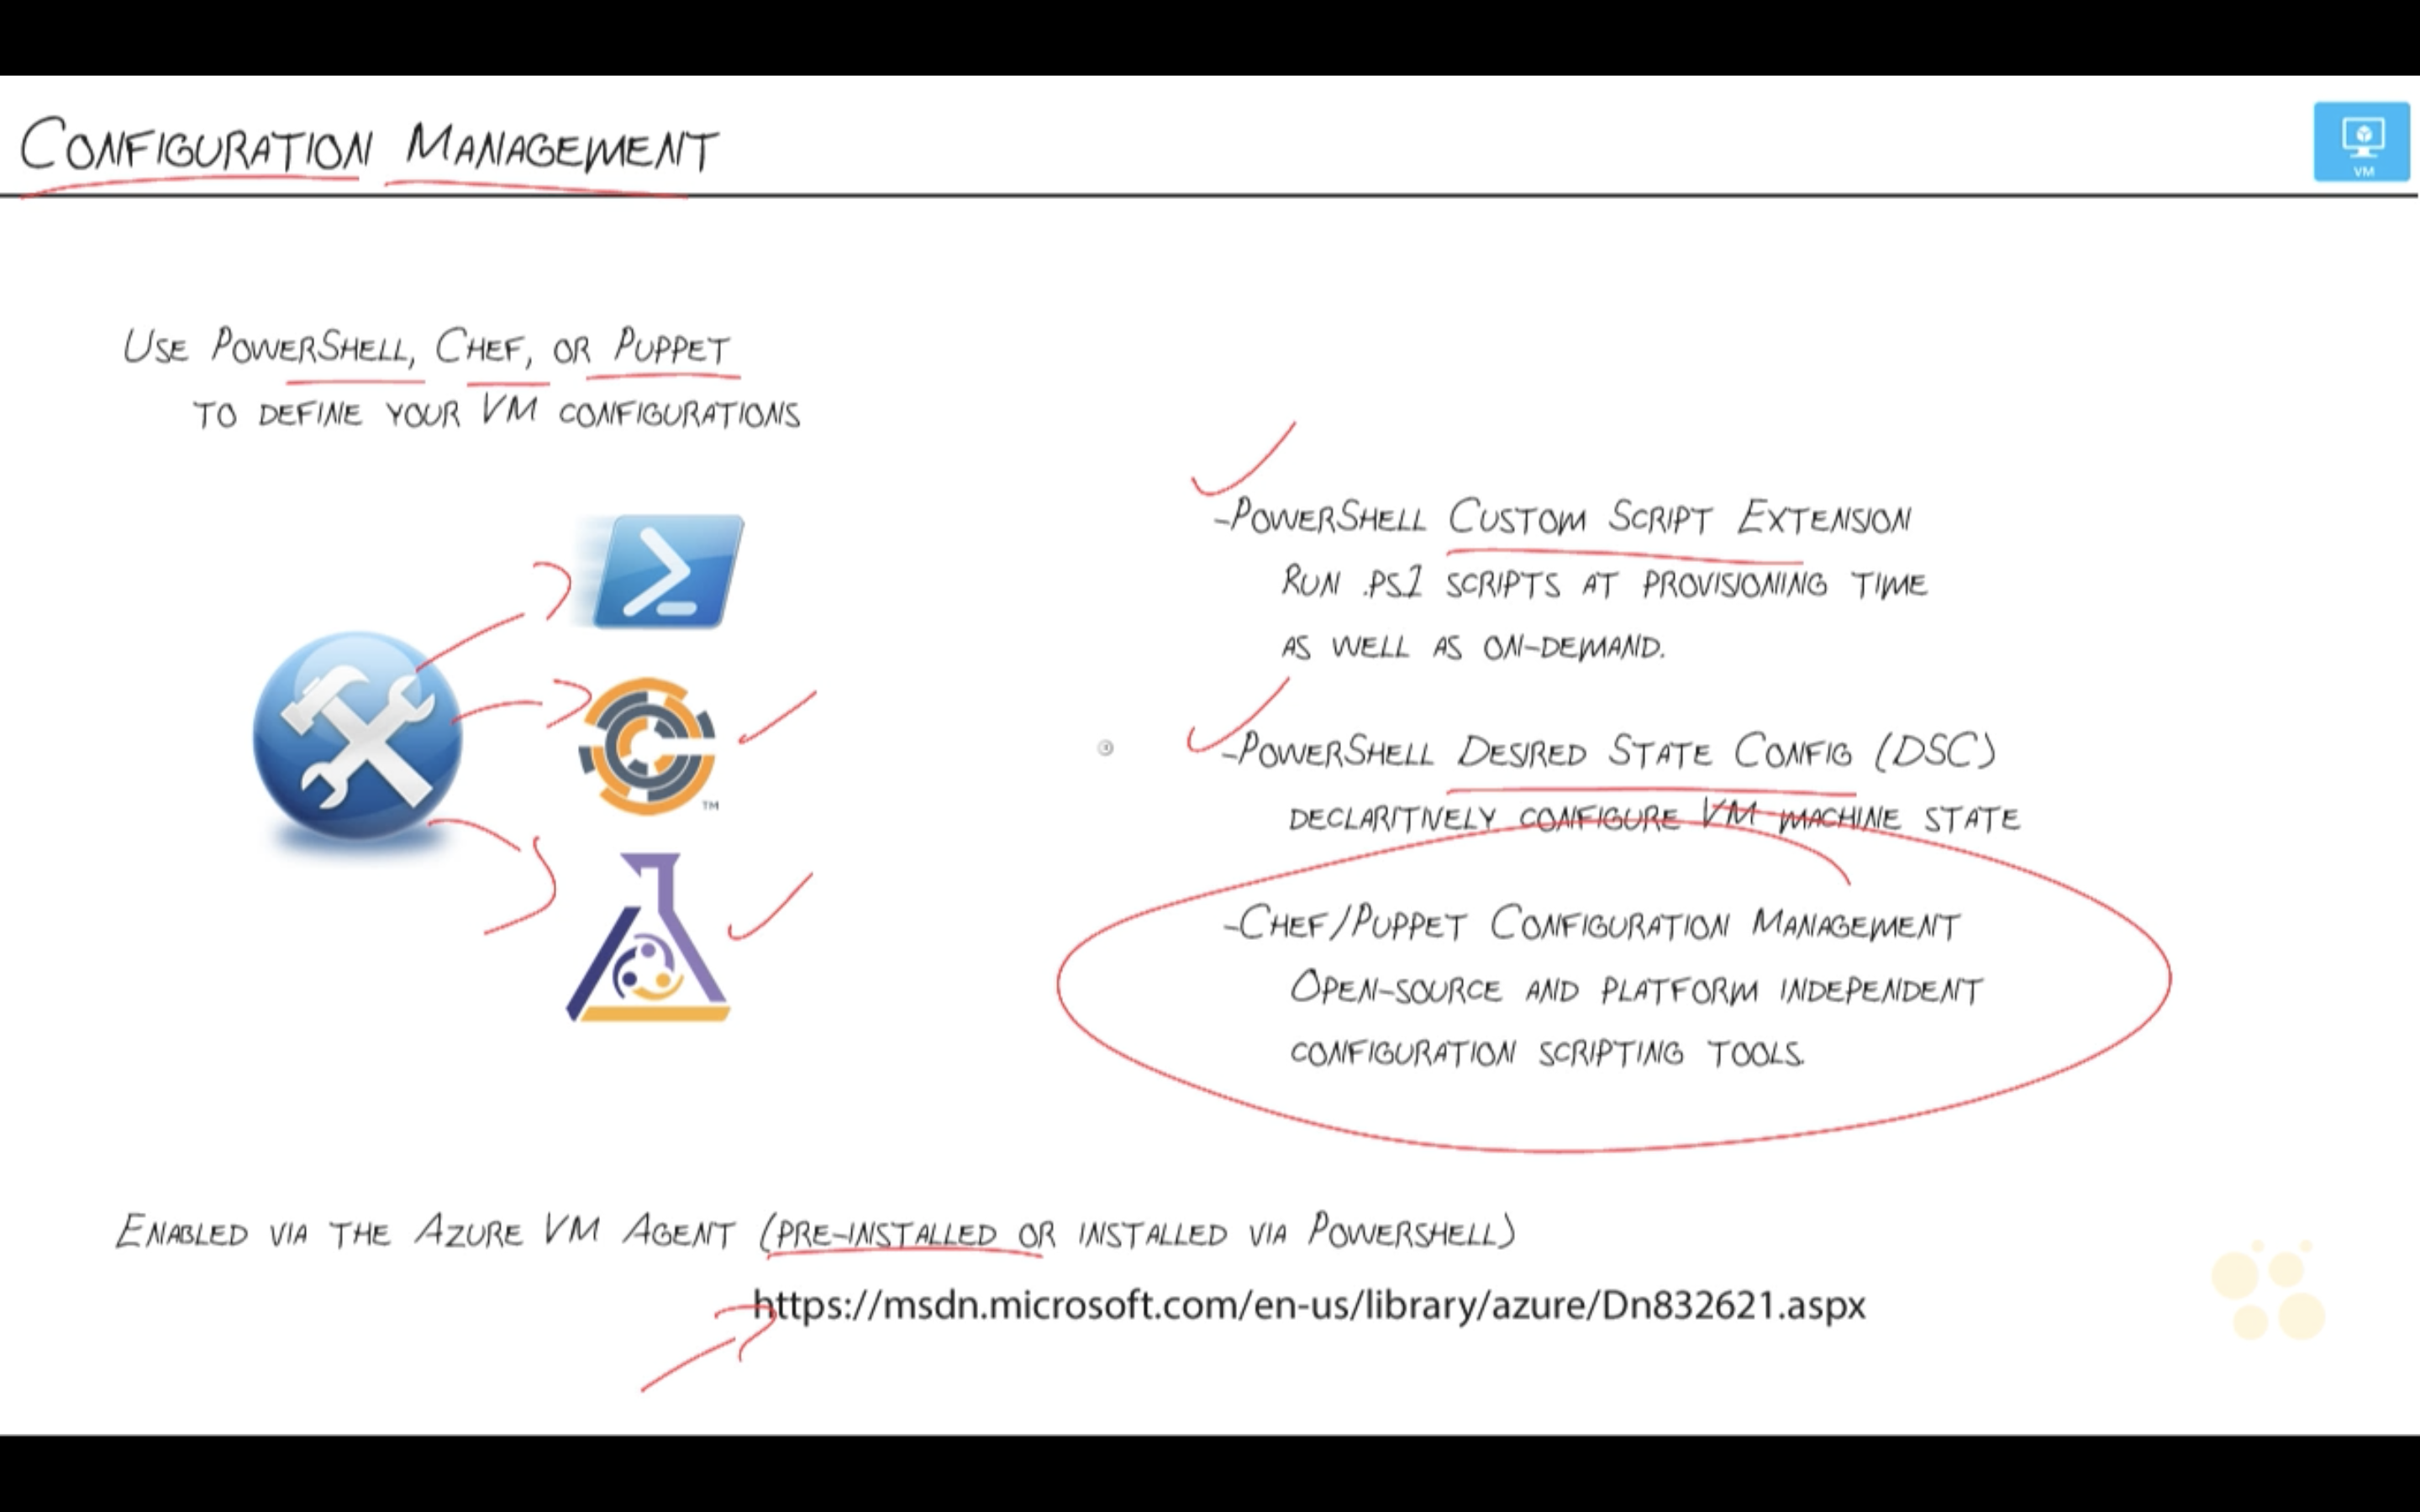 Configuration Management
VM
Use PowerShell, Chef, or Puppet
to define your VM configurations
-PowerShell Custom Script Extension
Run .ps1 scripts at provisioning time
as well as on-demand.
-PowerShell Desired State Config (DSC)
declaritively configure VM machine state
TM
-Chef/Puppet Configuration Management
Open-source and platform independent
configuration scripting tools.
Enabled via the Azure VM Agent (pre-installed or installed via Powershell)
https://msdn.microsoft.com/en-us/library/azure/Dn832621.aspx